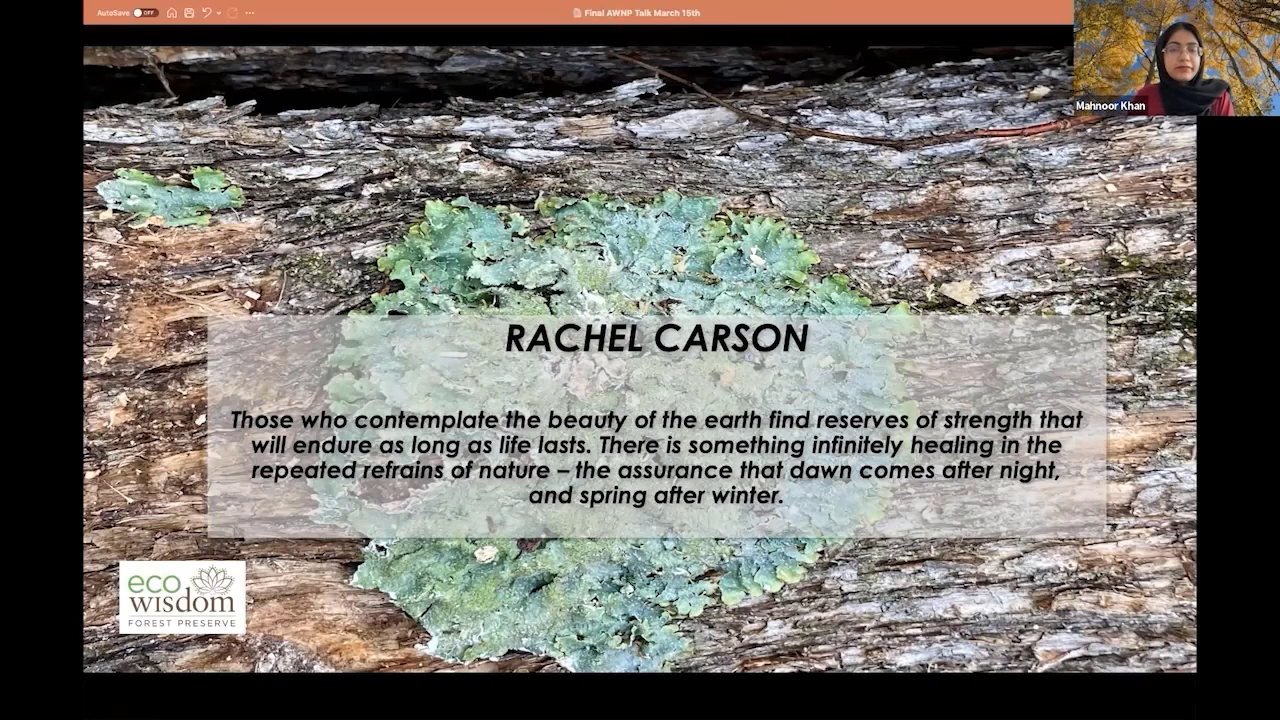 AutoSave OFF
Final AWNP Talk March 15th
Mahnoor Khan
RACHEL CARSON
Those who contemplate the beauty of the earth find reserves of strength that
will endure as long as life lasts. There is something infinitely healing in the
repeated refrains of nature – the assurance that dawn comes after night,
and spring after winter.
eco
wisdom
FOREST PRESERVE